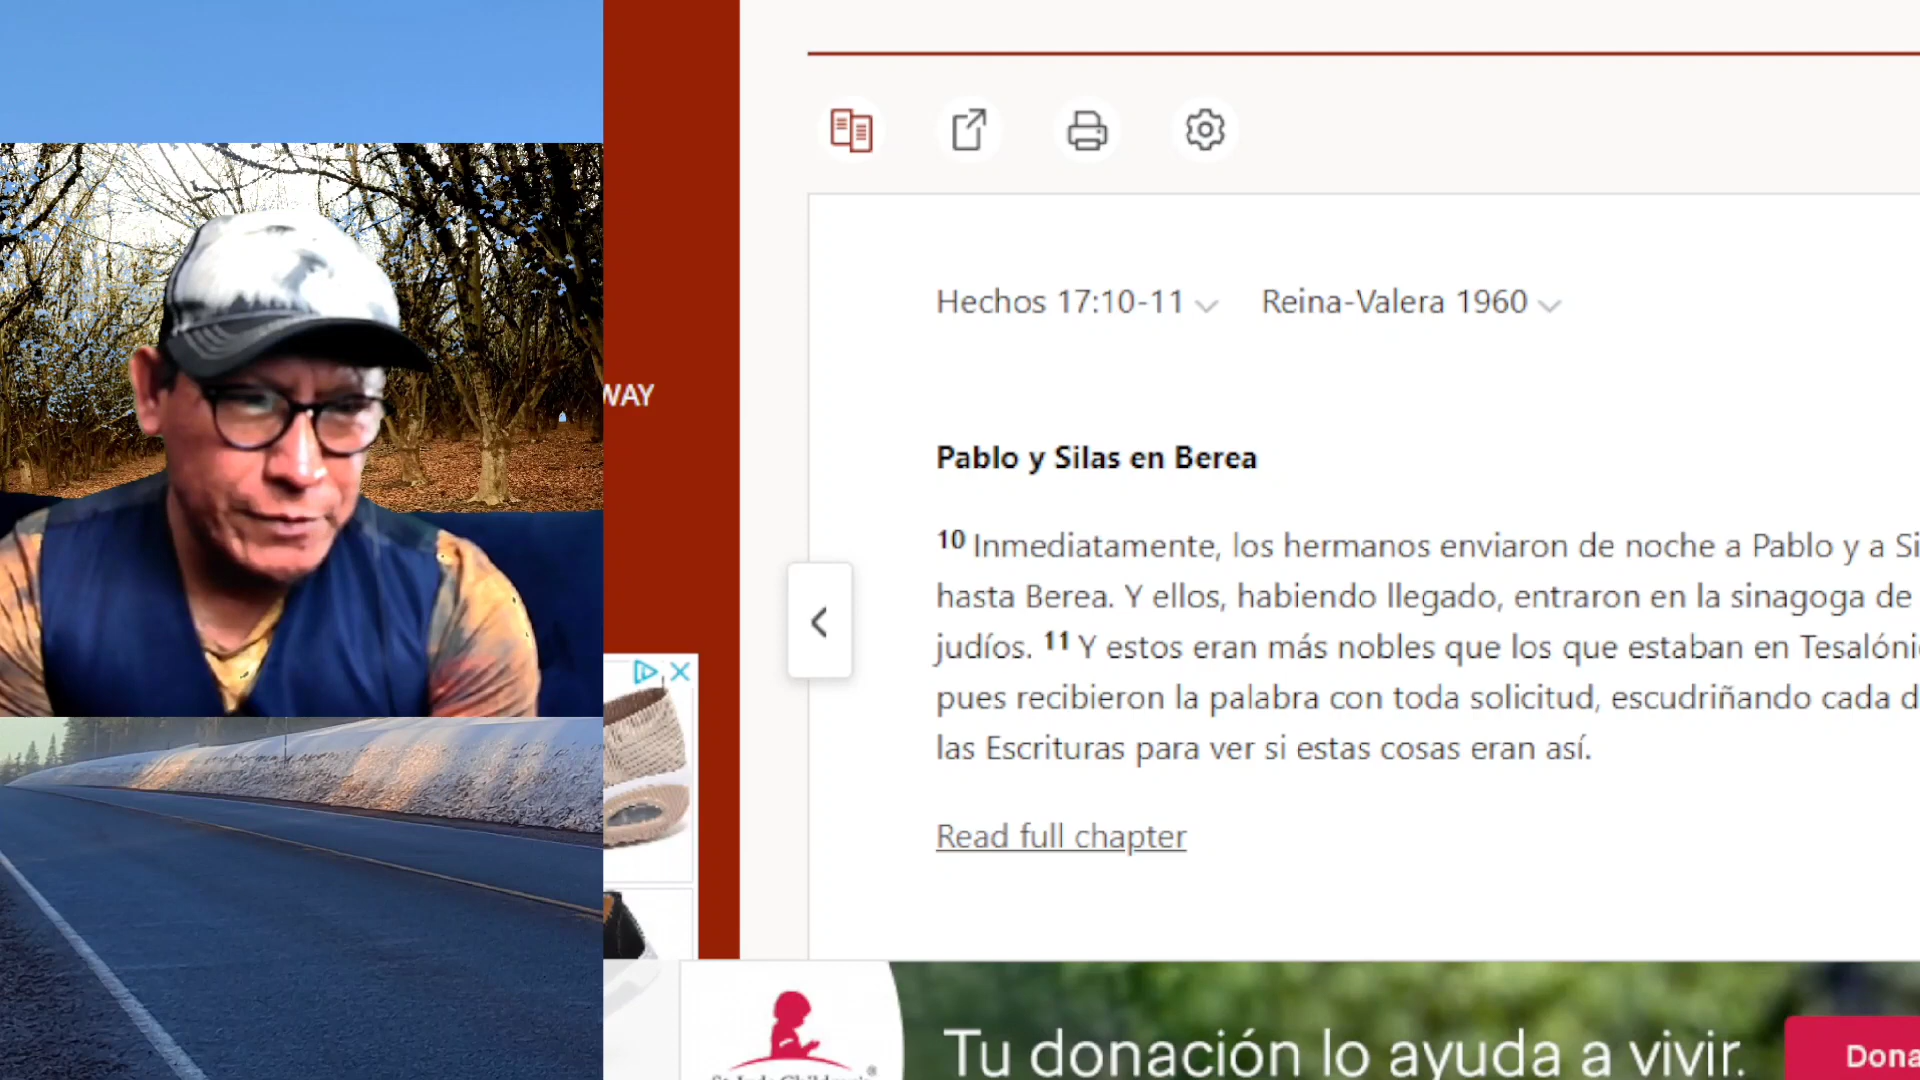 WAY
Hechos 17:10-11 Reina-Valera 1960
Pablo y Silas en Berea
10 Inmediatamente, los hermanos enviaron de noche a Pablo y a Si
hasta Berea. Y ellos, habiendo llegado, entraron en la sinagoga de
judíos. 11 Y estos eran más nobles que los que estaban en Tesalóni
pues recibieron la palabra con toda solicitud, escudriñando cada d
las Escrituras para ver si estas cosas eran así.
Read full chapter
Tu donación lo ayuda a vivir.
Dona